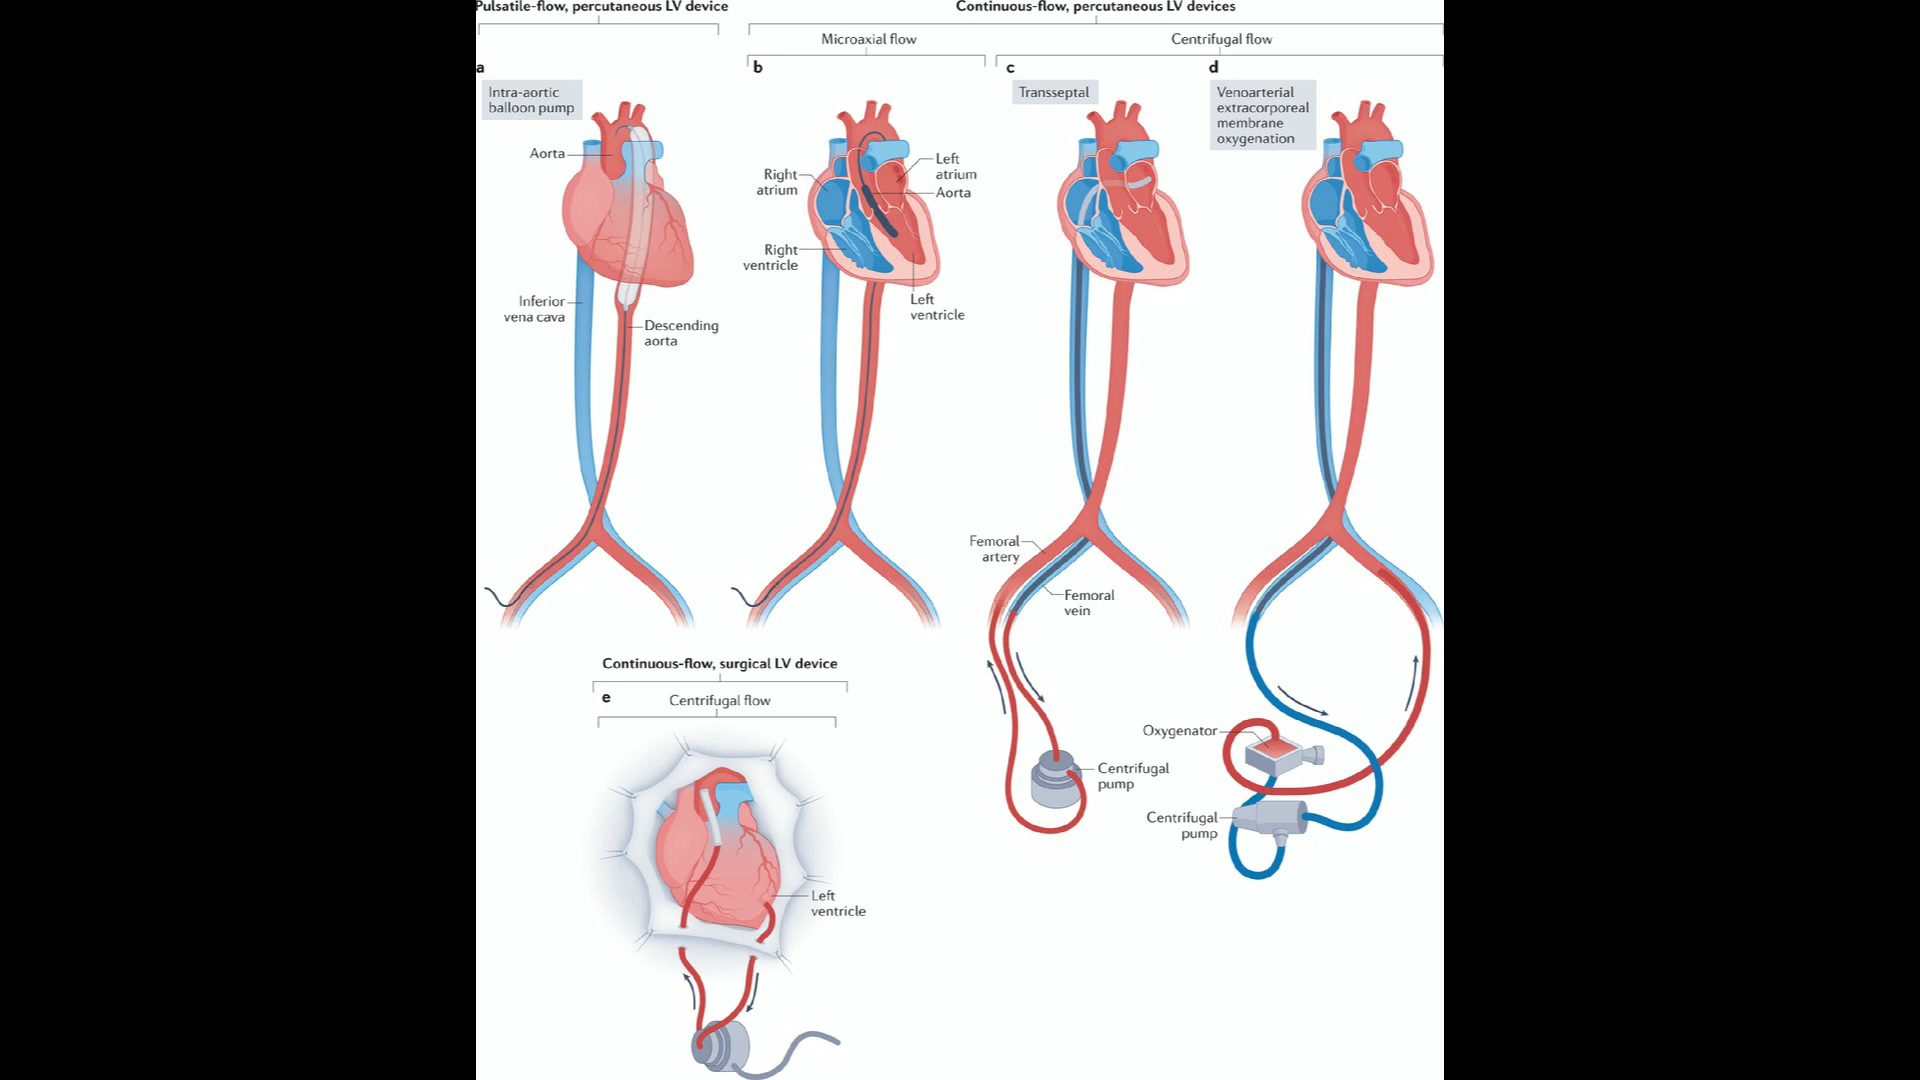 Pulsatile-flow, percutaneous LV device
Continuous-flow, percutaneous LV devices
Microaxial flow
Centrifugal flow
a
b
c
d
Intra-aortic
balloon pump
Transseptal
Venoarterial
extracorporeal
membrane
oxygenation
Aorta
Inferior
vena cava
Descending
aorta
Right
atrium
Left
atrium
Aorta
Right
ventricle
Left
ventricle
Femoral
artery
Femoral
vein
Centrifugal
pump
Oxygenator
Centrifugal
pump
Continuous-flow, surgical LV device
e
Centrifugal flow
Left
ventricle